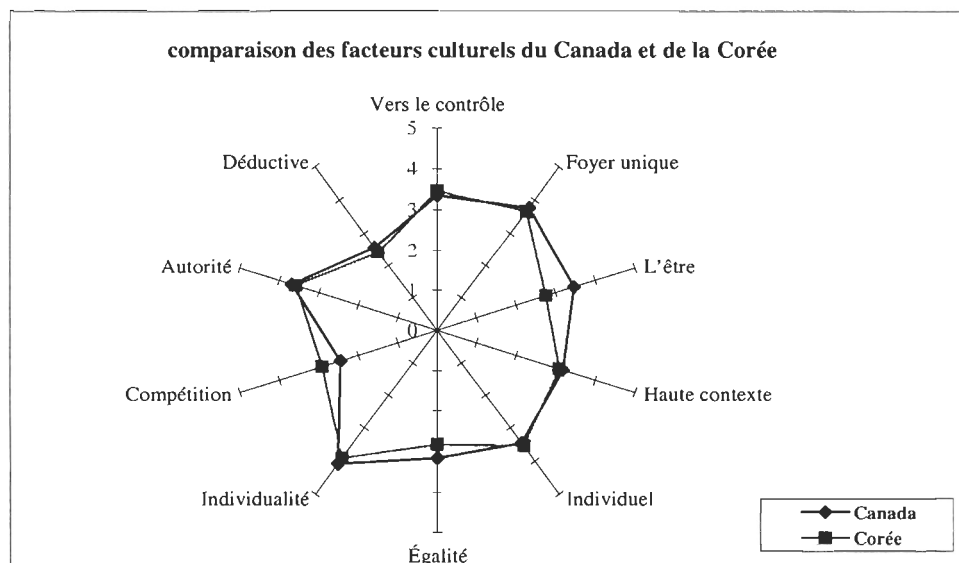 comparaison des facteurs culturels du Canada et de la Corée
Vers le contrôle
5
Déductive
4
Foyer unique
3
2
Autorité
L'être
1
0
Compétition
Haute contexte
Individualité
Individuel
Égalité
Canada
Corée